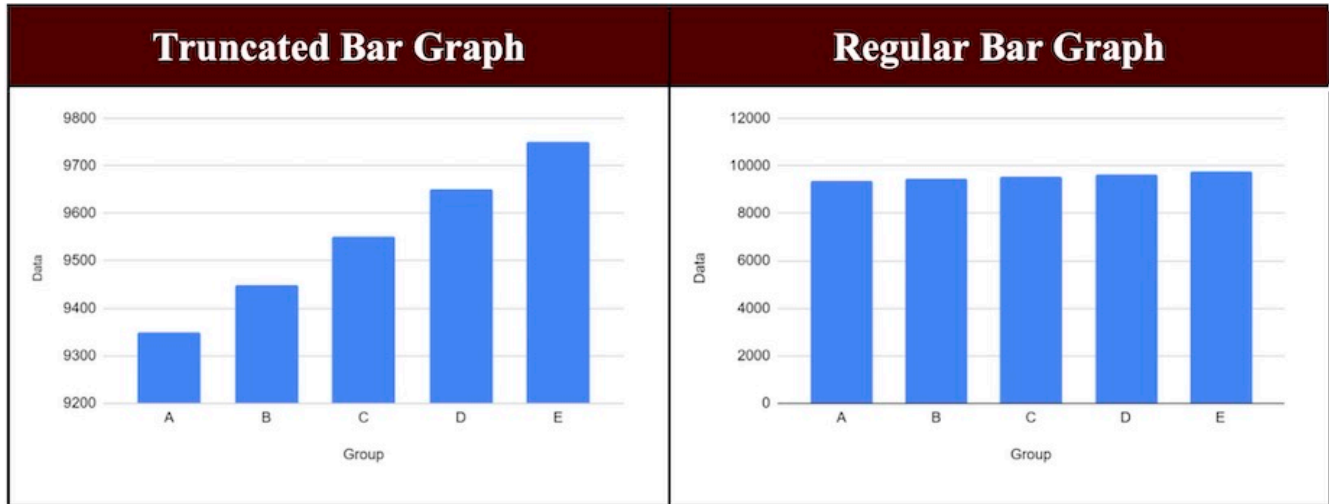 Truncated Bar Graph
Regular Bar Graph
9800
9700
9600
9500
9400
9300
9200
Data
A B C D E
Group
12000
10000
8000
6000
4000
2000
0
Data
A B C D E
Group